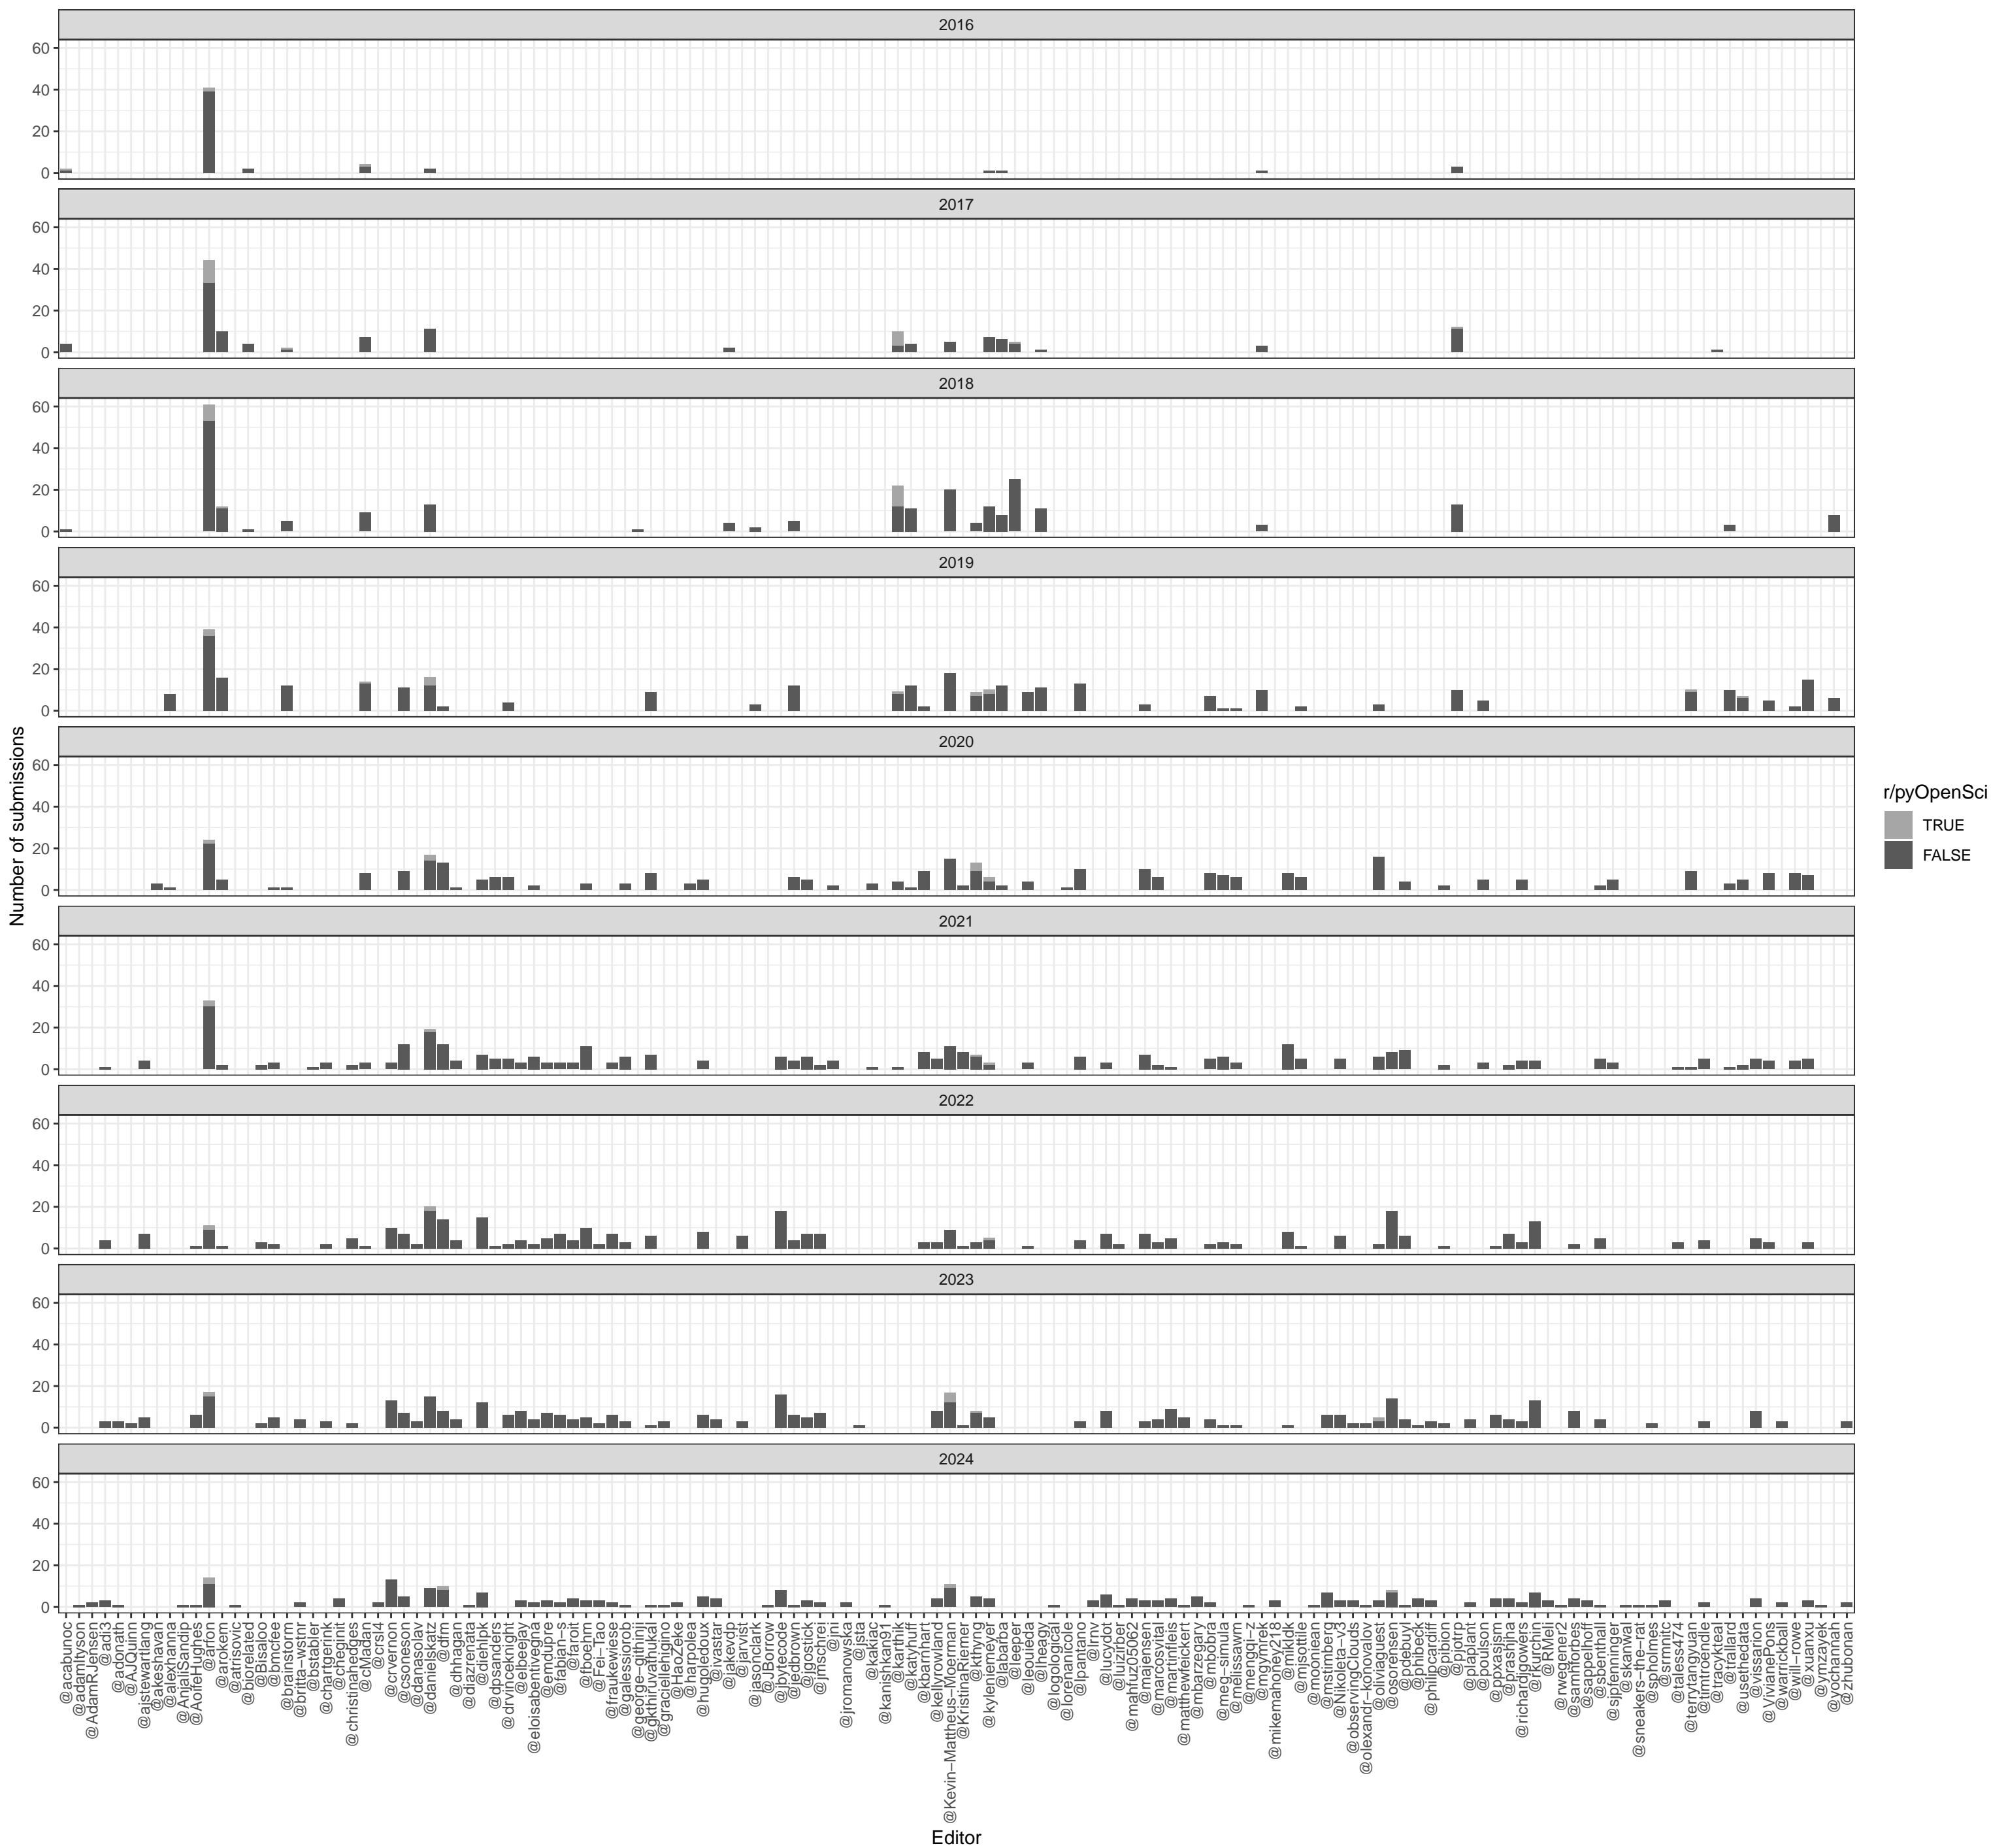 2016
60
40
20
0
2017
60
40
20
0
2018
60
40
20
0
2019
60
40
20
0
Number of submissions
2020
60
40
20
0
r/pyOpenSci
TRUE
FALSE
2021
60
40
20
0
2022
60
40
20
0
2023
60
40
20
0
2024
60
40
20
0
@acabunoc
@adamltyson
@AdamRJensen
@adi3
@adonath
@AJQuinn
@ajstewartlang
@akeshavan
@alexhanna
@AnjaliSandip
@AoifeHughes
@arfon
@arokem
@atrisovic
@biorelated
@Bisaloo
@bmcfee
@brainstorm
@britta-wstnr
@bstabler
@chartgerink
@cheginit
@christinahedges
@cMadan
@crsl4
@crvernon
@csoneson
@danasolav
@danielskatz
@dfm
@dhhagan
@diazrenata
@diehlpk
@dpsanders
@drvinceknight
@elbeejay
@eloisabentivegna
@emdupre
@fabian-s
@faroit
@fboehm
@Fei-Tao
@fraukewiese
@galessiorob
@george-githinji
@gkthiruvathukal
@graciellehigino
@HaoZeke
@harpolea
@hugoledoux
@ivastar
@jakevdp
@jarvist
@jasonclark
@JBorrow
@jbytecode
@jedbrown
@jgostick
@jmschrei
@jni
@jromanowska
@jsta
@kakiac
@kanishkan91
@karthik
@katyhuff
@kbarnhart
@kellyrowland
@Kevin-Mattheus-Moerman
@KristinaRiemer
@kthyng
@kyleniemeyer
@labarba
@leeper
@leouieda
@lheagy
@logological
@lorenanicole
@lpantano
@lrnv
@lucydot
@luizirber
@mahfuz05062
@majensen
@marcosvital
@martinfleis
@matthewfeickert
@mbarzegary
@mbobra
@meg-simula
@melissawm
@mengqi-z
@mgymrek
@mikemahoney218
@mjsottile
@moonlean
@mstimberg
@Nikoleta-v3
@observingClouds
@olexandr-konovalov
@oliviaguest
@osorensen
@pdebuyl
@phibeck
@philipcardiff
@pibion
@pjotrp
@plaplant
@poulson
@ppxasjsm
@prashjha
@richardjgowers
@rkurchin
@RMeli
@rwegener2
@samhforbes
@sappelhoff
@sbenthall
@sjpfenninger
@skanwal
@sneakers-the-rat
@spholmes
@srmnitc
@taless474
@terrytangyuan
@timtroendle
@tracykteal
@trallard
@usethedata
@vissarion
@VivianePons
@warrickball
@will-rowe
@xuanxu
@ymzayek
@yochannah
@zhubonan
Editor